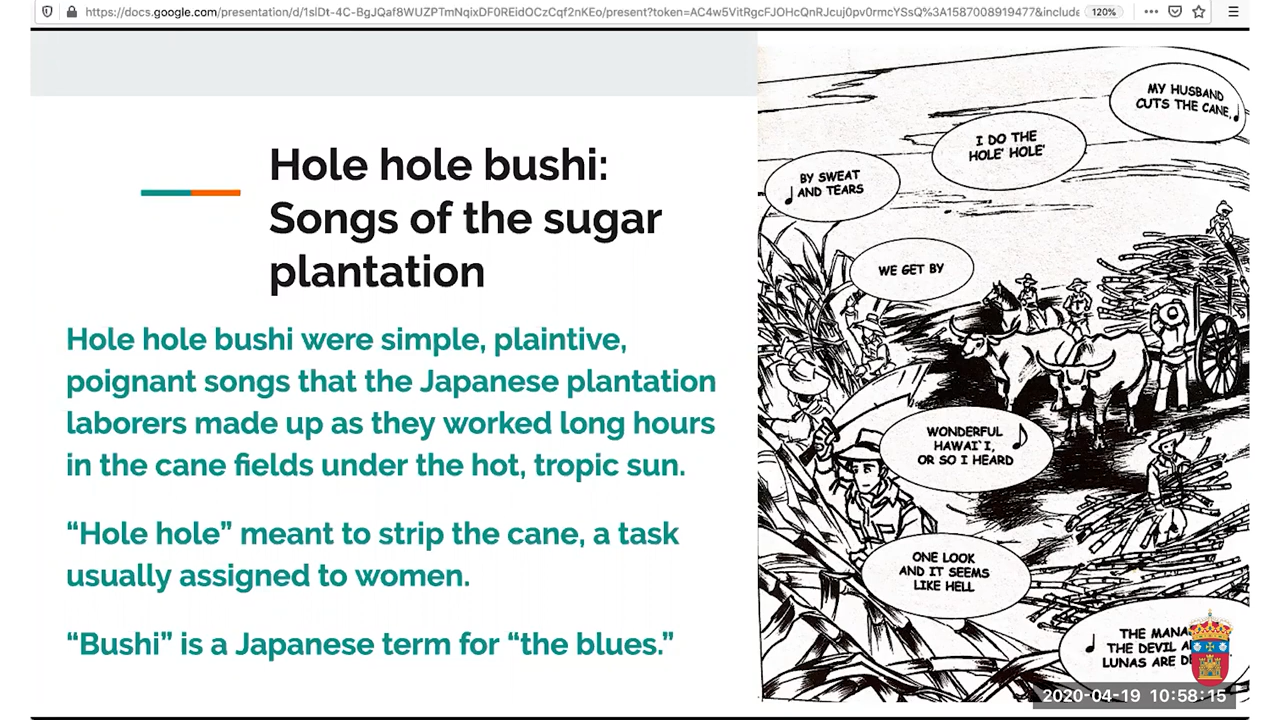 https://docs.google.com/presentation/d/1slDt-4C-BgJQaf8WUZPTmNqixDF0REidOCzCqf2nKEo/present?token=AC4w5VitRgcFJOHcQnRJcuj0pv0rmcYSsQ%3A1587008919477&include
120%
Hole hole bushi:
Songs of the sugar
plantation
Hole hole bushi were simple, plaintive,
poignant songs that the Japanese plantation
laborers made up as they worked long hours
in the cane fields under the hot, tropic sun.
“Hole hole” meant to strip the cane, a task
usually assigned to women.
“Bushi” is a Japanese term for “the blues.”
MY HUSBAND
CUTS THE CANE,
I DO THE
HOLE' HOLE'
BY SWEAT
AND TEARS
WE GET BY
WONDERFUL
HAWAI`I,
OR SO I HEARD
ONE LOOK
AND IT SEEMS
LIKE HELL
THE
THE DEVIL
LUNAS ARE
2020-04-19 10:58:15